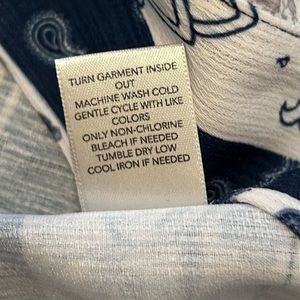 TURN GARMENT INSIDE
OUT
MACHINE WASH COLD
GENTLE CYCLE WITH LIKE
COLORS
ONLY NON-CHLORINE
BLEACH IF NEEDED
TUMBLE DRY LOW
COOL IRON IF NEEDED